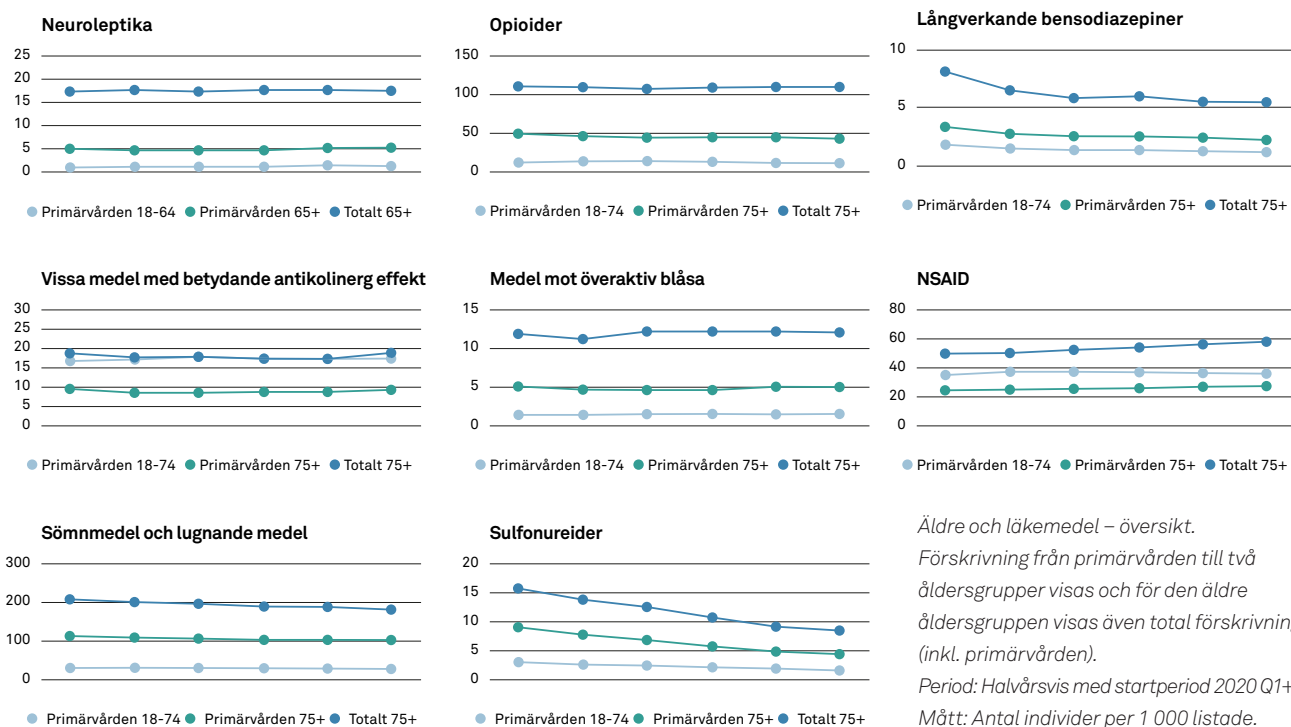 Neuroleptika
25
20
15
10
5
0
Primärvården 18-64 Primärvården 65+ Totalt 65+
Opioider
150
100
50
0
Primärvården 18-74 Primärvården 75+ Totalt 75+
Långverkande bensodiazepiner
10
5
0
Primärvården 18-74 Primärvården 75+ Totalt 75+
Vissa medel med betydande antikolinerg effekt
30
25
20
15
10
5
0
Primärvården 18-74 Primärvården 75+ Totalt 75+
Medel mot överaktiv blåsa
15
10
5
0
Primärvården 18-74 Primärvården 75+ Totalt 75+
NSAID
80
60
40
20
0
Primärvården 18-74 Primärvården 75+ Totalt 75+
Sömnmedel och lugnande medel
300
200
100
0
Primärvården 18-74 Primärvården 75+ Totalt 75+
Sulfonureider
20
15
10
5
0
Primärvården 18-74 Primärvården 75+ Totalt 75+
Äldre och läkemedel – översikt.
Förskrivning från primärvården till två
åldersgrupper visas och för den äldre
åldersgruppen visas även total förskrivnin
(inkl. primärvården).
Period: Halvårsvis med startperiod 2020 Q1+
Mått: Antal individer per 1 000 listade.